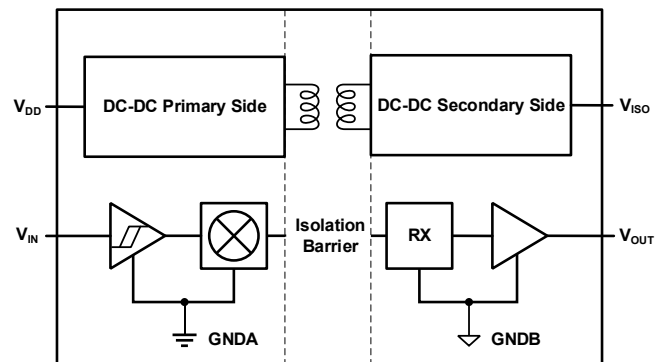 V_DD
DC-DC Primary Side
DC-DC Secondary Side
V_ISO
V_IN
Isolation
Barrier
RX
V_OUT
GNDA
GNDB